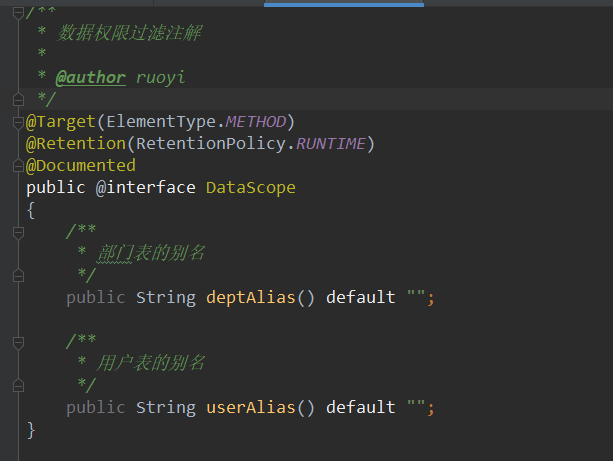 /**
 * 数据权限过滤注解
 *
 * @author ruoyi
 */
@Target(ElementType.METHOD)
@Retention(RetentionPolicy.RUNTIME)
@Documented
public @interface DataScope
{
    /**
     * 部门表的别名
     */
    public String deptAlias() default "";

    /**
     * 用户表的别名
     */
    public String userAlias() default "";
}